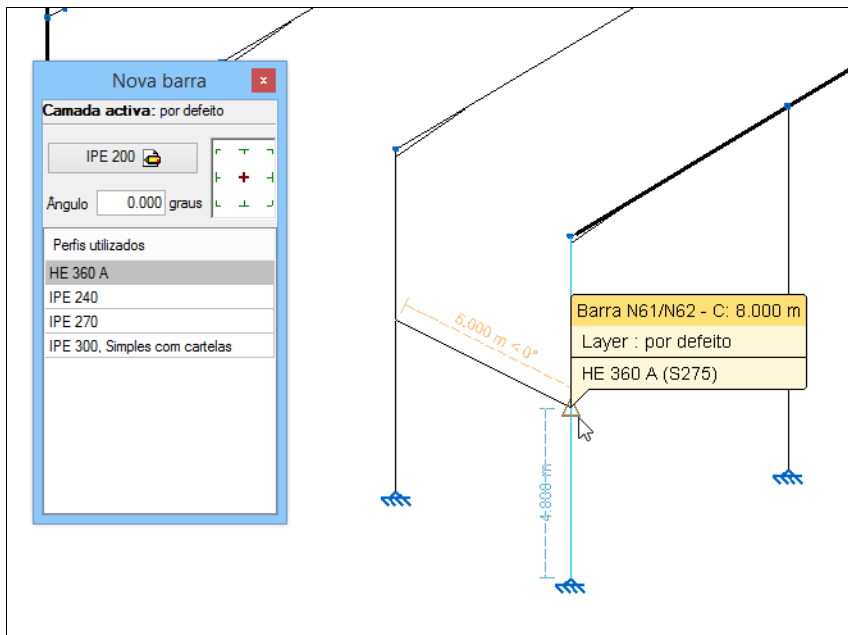 Nova barra
x
Camada activa: por defeito
IPE 200
Ângulo 0.000 graus
Perfis utilizados
HE 360 A
IPE 240
IPE 270
IPE 300, Simples com cartelas
5.000 m < 0°
Barra N61/N62 - C: 8.000 m
Layer : por defeito
HE 360 A (S275)
4.808 m